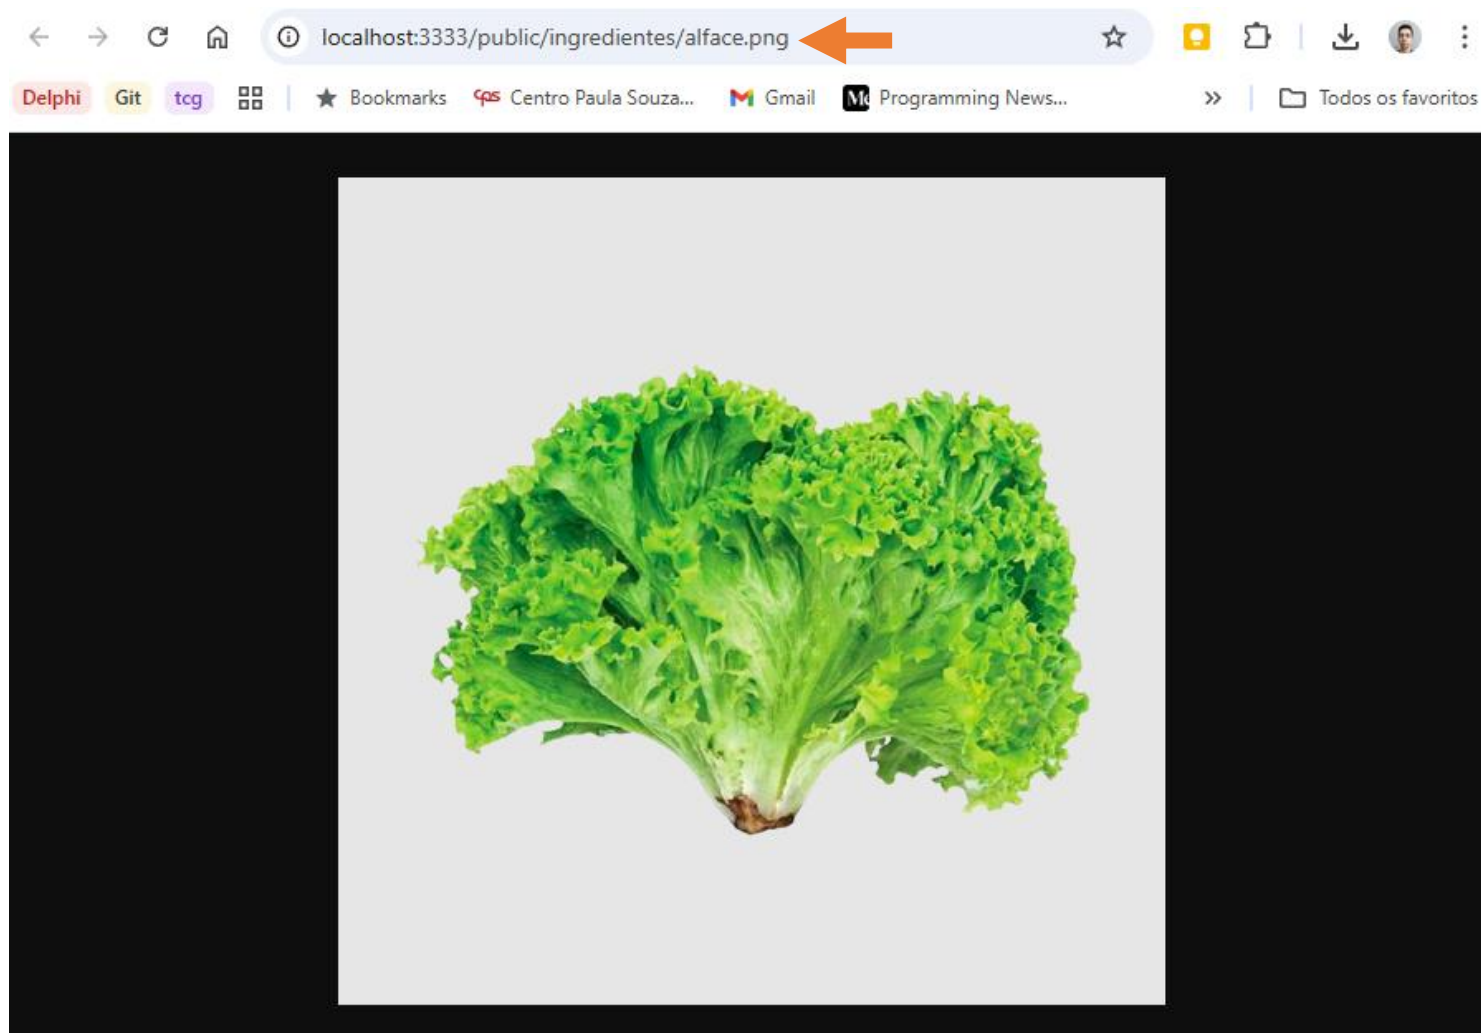 localhost:3333/public/ingredientes/alface.png
Delphi Git tcg Bookmarks cps Centro Paula Souza... Gmail Programming News... » Todos os favoritos